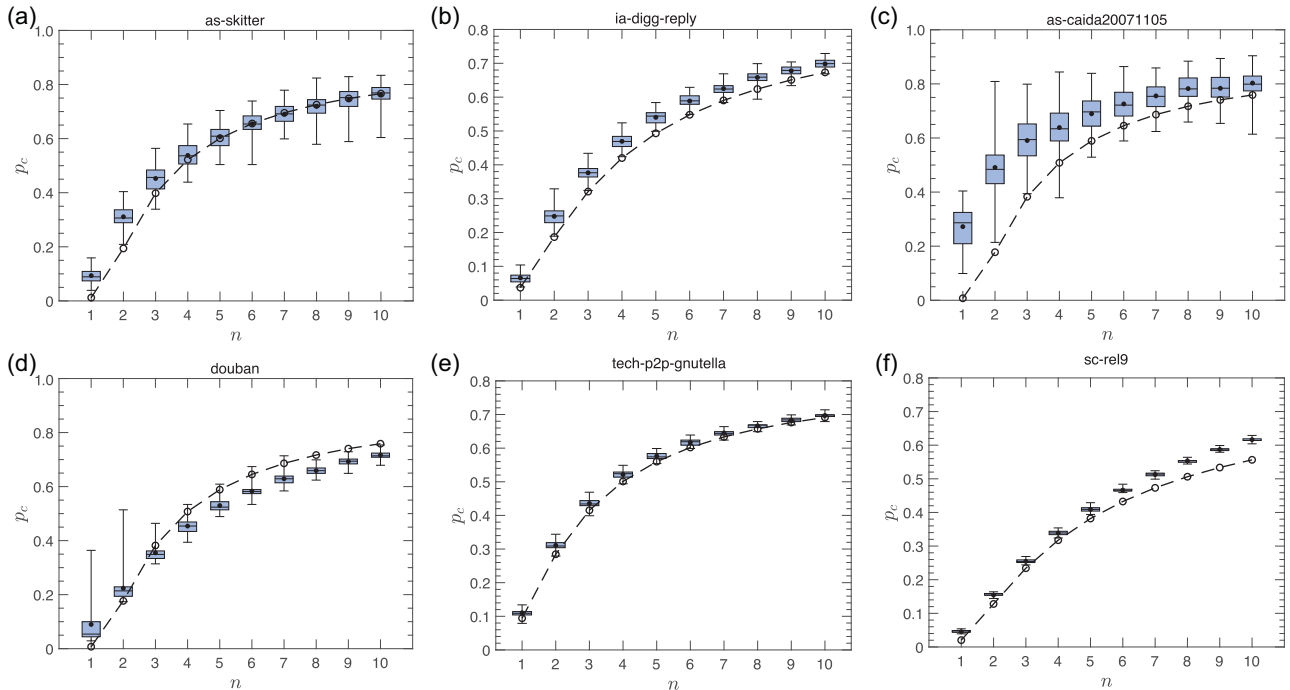 (a)
as-skitter
1.0
0.8
0.6
0.4
0.2
0
p_c
1 2 3 4 5 6 7 8 9 10
n
(b)
ia-digg-reply
0.8
0.7
0.6
0.5
0.4
0.3
0.2
0.1
0
p_c
1 2 3 4 5 6 7 8 9 10
n
(c)
as-caida20071105
1.0
0.8
0.6
0.4
0.2
0
p_c
1 2 3 4 5 6 7 8 9 10
n
(d)
douban
1.0
0.8
0.6
0.4
0.2
0
p_c
1 2 3 4 5 6 7 8 9 10
n
(e)
tech-p2p-gnutella
0.8
0.7
0.6
0.5
0.4
0.3
0.2
0.1
0
p_c
1 2 3 4 5 6 7 8 9 10
n
(f)
sc-rel9
0.8
0.7
0.6
0.5
0.4
0.3
0.2
0.1
0
p_c
1 2 3 4 5 6 7 8 9 10
n